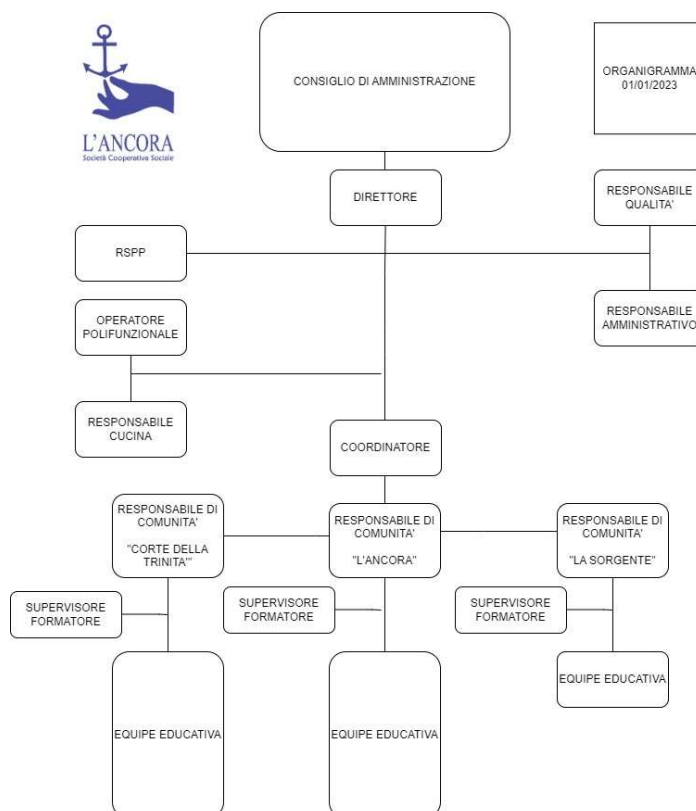 L'ANCORA
Società Cooperativa Sociale
CONSIGLIO DI AMMINISTRAZIONE
ORGANIGRAMMA
01/01/2023
DIRETTORE
RESPONSABILE
QUALITA'
RSPP
OPERATORE
POLIFUNZIONALE
RESPONSABILE
AMMINISTRATIVO
RESPONSABILE
CUCINA
COORDINATORE
RESPONSABILE DI
COMUNITA'
"CORTE DELLA
TRINITA'"
RESPONSABILE DI
COMUNITA'
"L'ANCORA"
RESPONSABILE DI
COMUNITA'
"LA SORGENTE"
SUPERVISORE
FORMATORE
SUPERVISORE
FORMATORE
SUPERVISORE
FORMATORE
EQUIPE EDUCATIVA
EQUIPE EDUCATIVA
EQUIPE EDUCATIVA